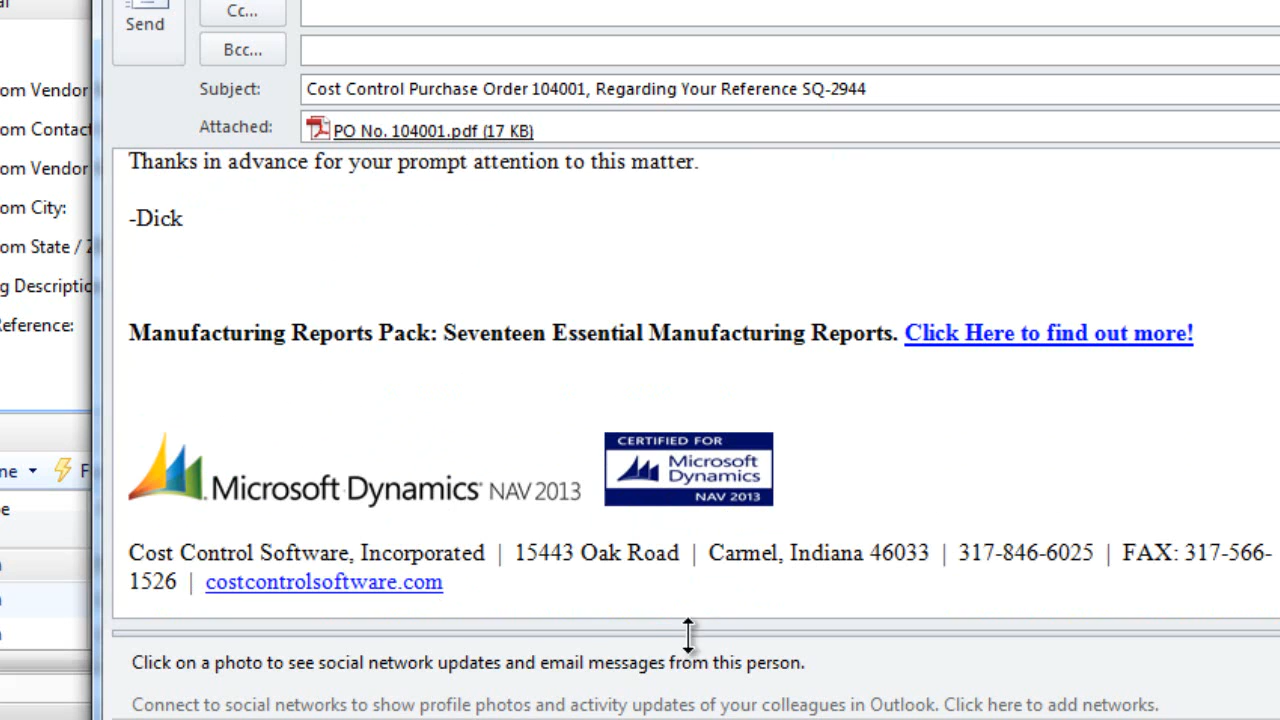 Send
Cc...
Bcc...
Subject: Cost Control Purchase Order 104001, Regarding Your Reference SQ-2944
Attached: PO No. 104001.pdf (17 KB)
om Vendor
om Contact
om Vendor
om City:
om State /
g Descriptio
eference:
ne
F
Thanks in advance for your prompt attention to this matter.
-Dick
Manufacturing Reports Pack: Seventeen Essential Manufacturing Reports. Click Here to find out more!
Microsoft Dynamics NAV 2013
CERTIFIED FOR
Microsoft
Dynamics
NAV 2013
Cost Control Software, Incorporated | 15443 Oak Road | Carmel, Indiana 46033 | 317-846-6025 | FAX: 317-566-
1526 | costcontrolsoftware.com
Click on a photo to see social network updates and email messages from this person.
Connect to social networks to show profile photos and activity updates of your colleagues in Outlook. Click here to add networks.